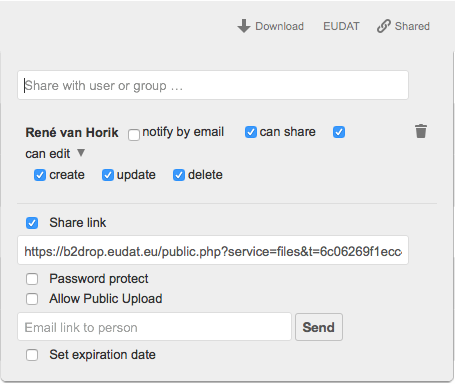 Download EUDAT Shared
Share with user or group …
René van Horik notify by email can share
can edit
create update delete
Share link
https://b2drop.eudat.eu/public.php?service=files&t=6c06269f1ecc
Password protect
Allow Public Upload
Email link to person Send
Set expiration date